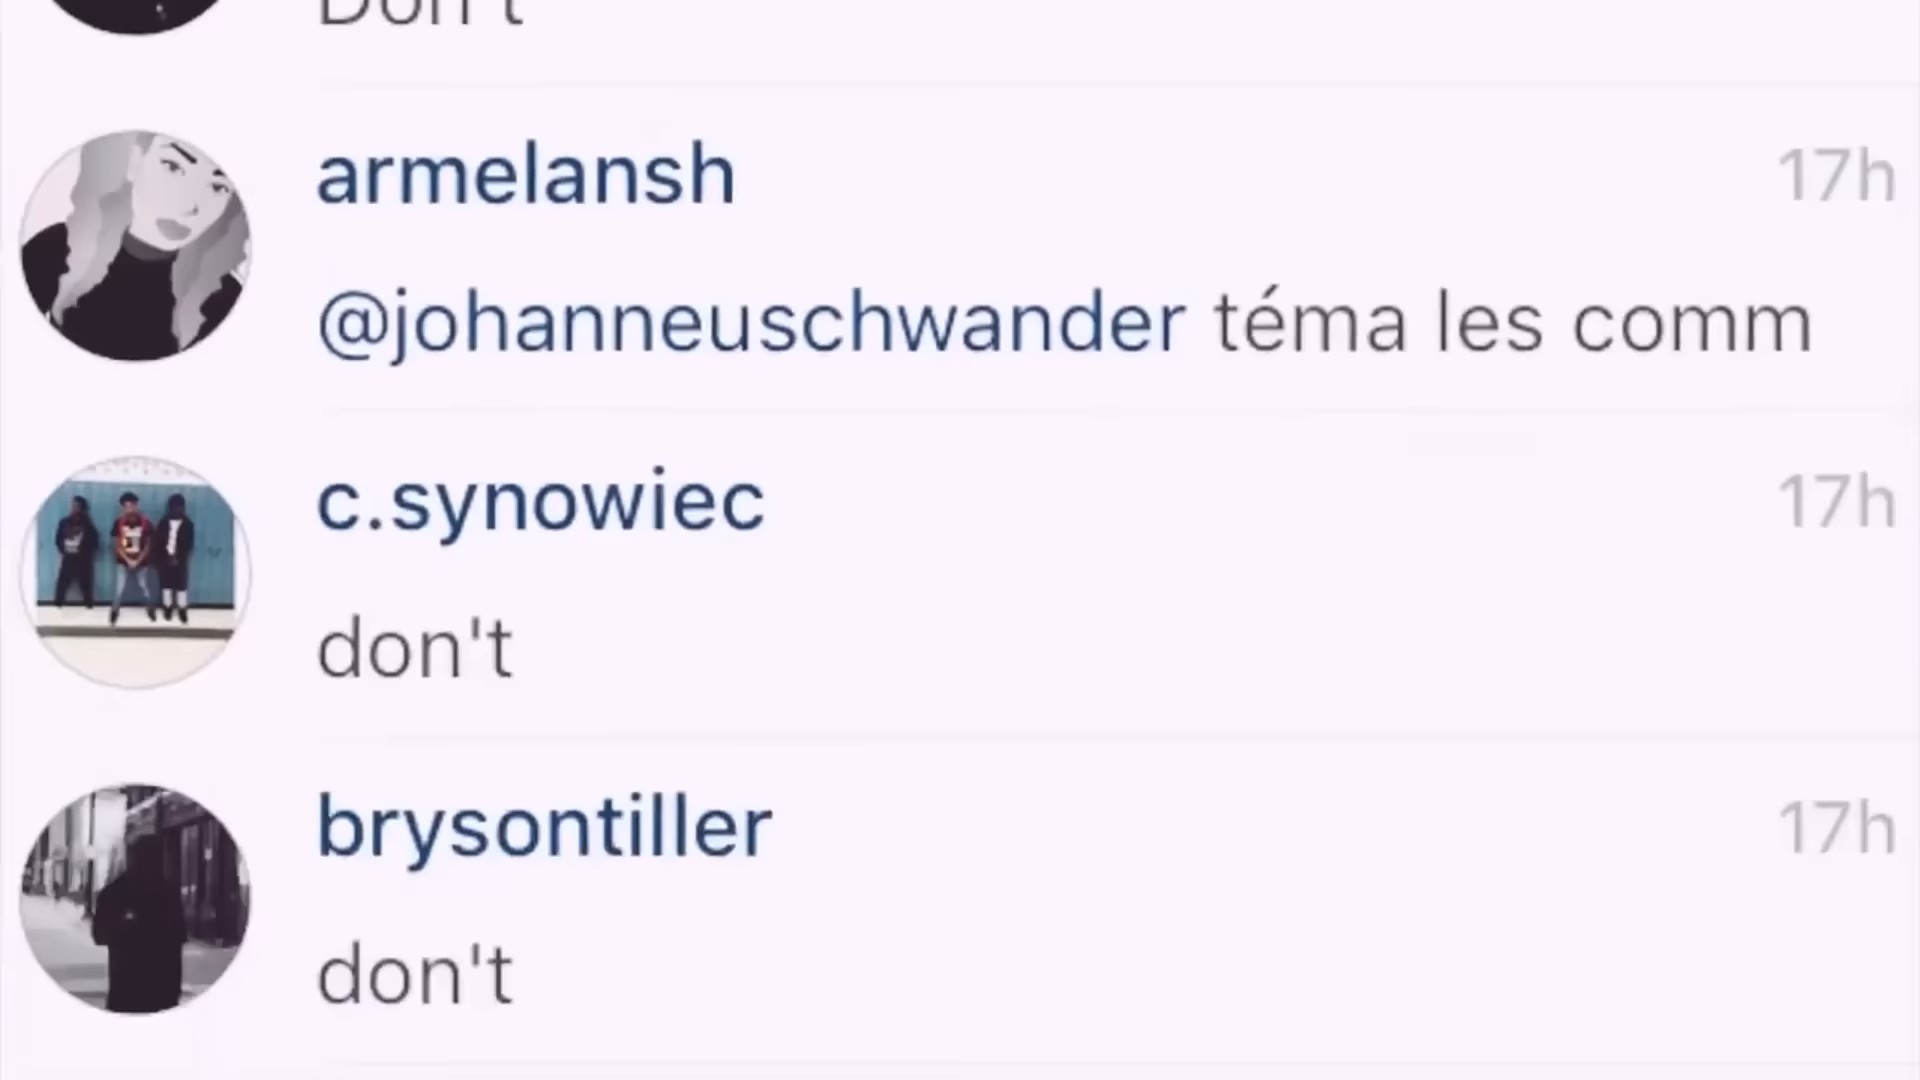 Don't
armelansh 17h
@johanneuschwander téma les comm
c.synowiec 17h
don't
brysontiller 17h
don't